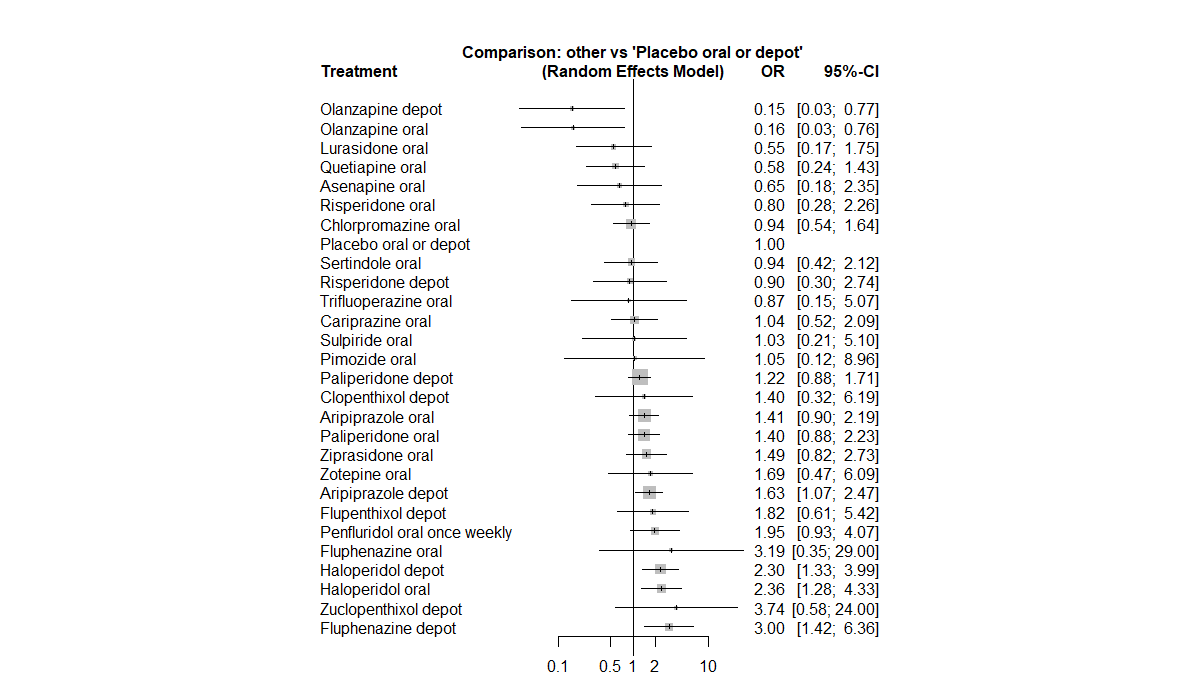 Comparison: other vs 'Placebo oral or depot'
Treatment (Random Effects Model) OR 95%-CI
Olanzapine depot 0.15 [0.03; 0.77]
Olanzapine oral 0.16 [0.03; 0.76]
Lurasidone oral 0.55 [0.17; 1.75]
Quetiapine oral 0.58 [0.24; 1.43]
Asenapine oral 0.65 [0.18; 2.35]
Risperidone oral 0.80 [0.28; 2.26]
Chlorpromazine oral 0.94 [0.54; 1.64]
Placebo oral or depot 1.00
Sertindole oral 0.94 [0.42; 2.12]
Risperidone depot 0.90 [0.30; 2.74]
Trifluoperazine oral 0.87 [0.15; 5.07]
Cariprazine oral 1.04 [0.52; 2.09]
Sulpiride oral 1.03 [0.21; 5.10]
Pimozide oral 1.05 [0.12; 8.96]
Paliperidone depot 1.22 [0.88; 1.71]
Clopenthixol depot 1.40 [0.32; 6.19]
Aripiprazole oral 1.41 [0.90; 2.19]
Paliperidone oral 1.40 [0.88; 2.23]
Ziprasidone oral 1.49 [0.82; 2.73]
Zotepine oral 1.69 [0.47; 6.09]
Aripiprazole depot 1.63 [1.07; 2.47]
Flupenthixol depot 1.82 [0.61; 5.42]
Penfluridol oral once weekly 1.95 [0.93; 4.07]
Fluphenazine oral 3.19 [0.35; 29.00]
Haloperidol depot 2.30 [1.33; 3.99]
Haloperidol oral 2.36 [1.28; 4.33]
Zuclopenthixol depot 3.74 [0.58; 24.00]
Fluphenazine depot 3.00 [1.42; 6.36]
0.1 0.5 1 2 10